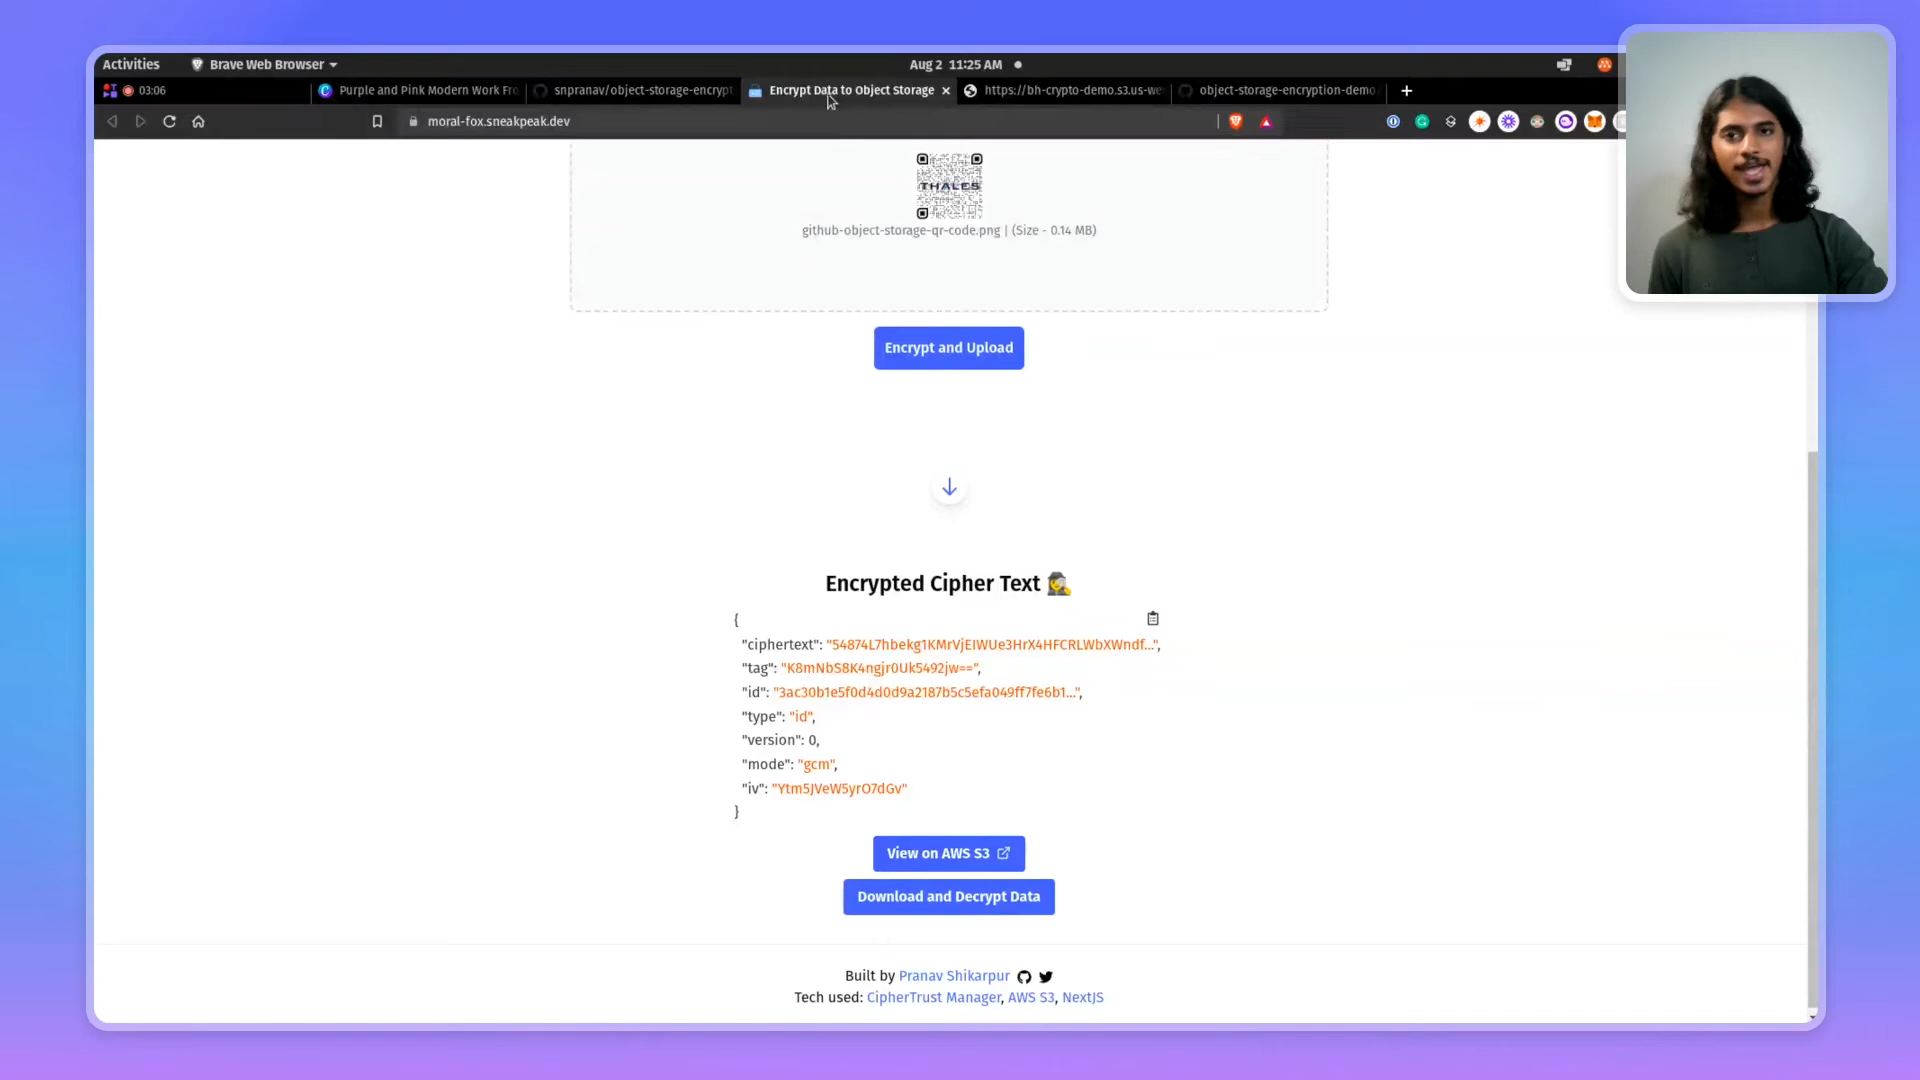 Activities
Brave Web Browser
Aug 2 11:25 AM
03:06
Purple and Pink Modern Work Fro
snpranav/object-storage-encrypt
Encrypt Data to Object Storage
https://bh-crypto-demo.s3.us-we
object-storage-encryption-demo
moral-fox.sneakpeak.dev
THALES
github-object-storage-qr-code.png | (Size - 0.14 MB)
Encrypt and Upload
Encrypted Cipher Text
{
"ciphertext": "54874L7hbekg1KMrVjEIWUe3HrX4HFCRLWbXWndf...",
"tag": "K8mNbS8K4ngjr0Uk5492jw==",
"id": "3ac30b1e5f0d4d0d9a2187b5c5efa049ff7fe6b1...",
"type": "id",
"version": 0,
"mode": "gcm",
"iv": "Ytm5JVeW5yrO7dGv"
}
View on AWS S3
Download and Decrypt Data
Built by Pranav Shikarpur
Tech used: CipherTrust Manager, AWS S3, NextJS